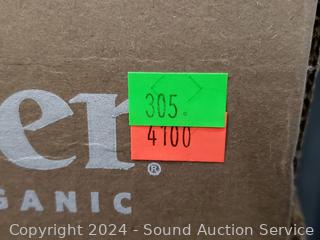 305.
4100
er®
GANIC
Copyright 2024 - Sound Auction Service